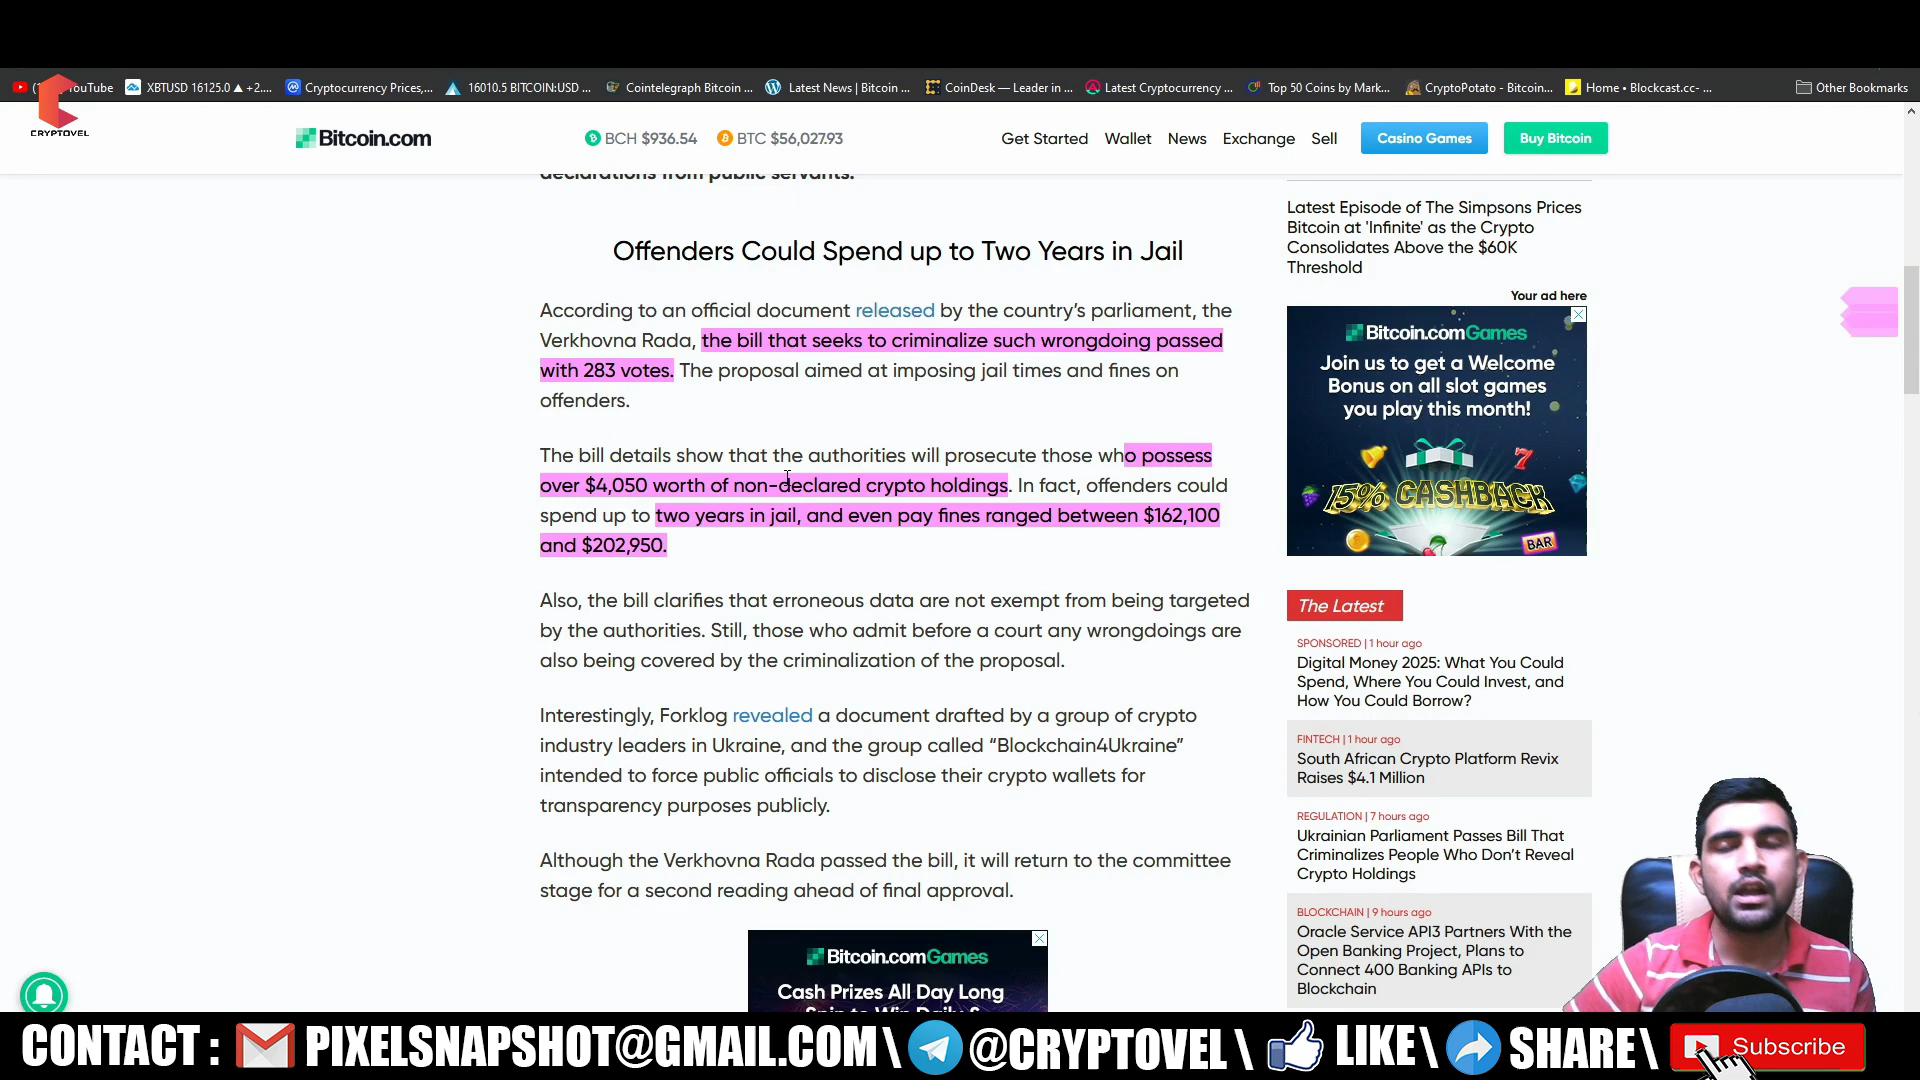 YouTube
XBTUSD 16125.0 ▲ +2....
Cryptocurrency Prices,...
16010.5 BITCOIN:USD ...
Cointelegraph Bitcoin ...
Latest News | Bitcoin ...
CoinDesk — Leader in ...
Latest Cryptocurrency ...
Top 50 Coins by Mark...
CryptoPotato - Bitcoin...
Home • Blockcast.cc- ...
Other Bookmarks
CRYPTOVEL
Bitcoin.com
BCH $936.54
BTC $56,027.93
Get Started
Wallet
News
Exchange
Sell
Casino Games
Buy Bitcoin
declarations from public servants.
Offenders Could Spend up to Two Years in Jail
According to an official document released by the country's parliament, the
Verkhovna Rada, the bill that seeks to criminalize such wrongdoing passed
with 283 votes. The proposal aimed at imposing jail times and fines on
offenders.
The bill details show that the authorities will prosecute those who possess
over $4,050 worth of non-declared crypto holdings. In fact, offenders could
spend up to two years in jail, and even pay fines ranged between $162,100
and $202,950.
Also, the bill clarifies that erroneous data are not exempt from being targeted
by the authorities. Still, those who admit before a court any wrongdoings are
also being covered by the criminalization of the proposal.
Interestingly, Forklog revealed a document drafted by a group of crypto
industry leaders in Ukraine, and the group called “Blockchain4Ukraine”
intended to force public officials to disclose their crypto wallets for
transparency purposes publicly.
Although the Verkhovna Rada passed the bill, it will return to the committee
stage for a second reading ahead of final approval.
Bitcoin.comGames
Cash Prizes All Day Long
Latest Episode of The Simpsons Prices
Bitcoin at 'Infinite' as the Crypto
Consolidates Above the $60K
Threshold
Your ad here
Bitcoin.comGames
Join us to get a Welcome
Bonus on all slot games
you play this month!
15% CASHBACK
7
BAR
The Latest
SPONSORED | 1 hour ago
Digital Money 2025: What You Could
Spend, Where You Could Invest, and
How You Could Borrow?
FINTECH | 1 hour ago
South African Crypto Platform Revix
Raises $4.1 Million
REGULATION | 7 hours ago
Ukrainian Parliament Passes Bill That
Criminalizes People Who Don't Reveal
Crypto Holdings
BLOCKCHAIN | 9 hours ago
Oracle Service API3 Partners With the
Open Banking Project, Plans to
Connect 400 Banking APIs to
Blockchain
CONTACT : PIXELSNAPSHOT@GMAIL.COM \ @CRYPTOVEL \ LIKE \ SHARE \ Subscribe